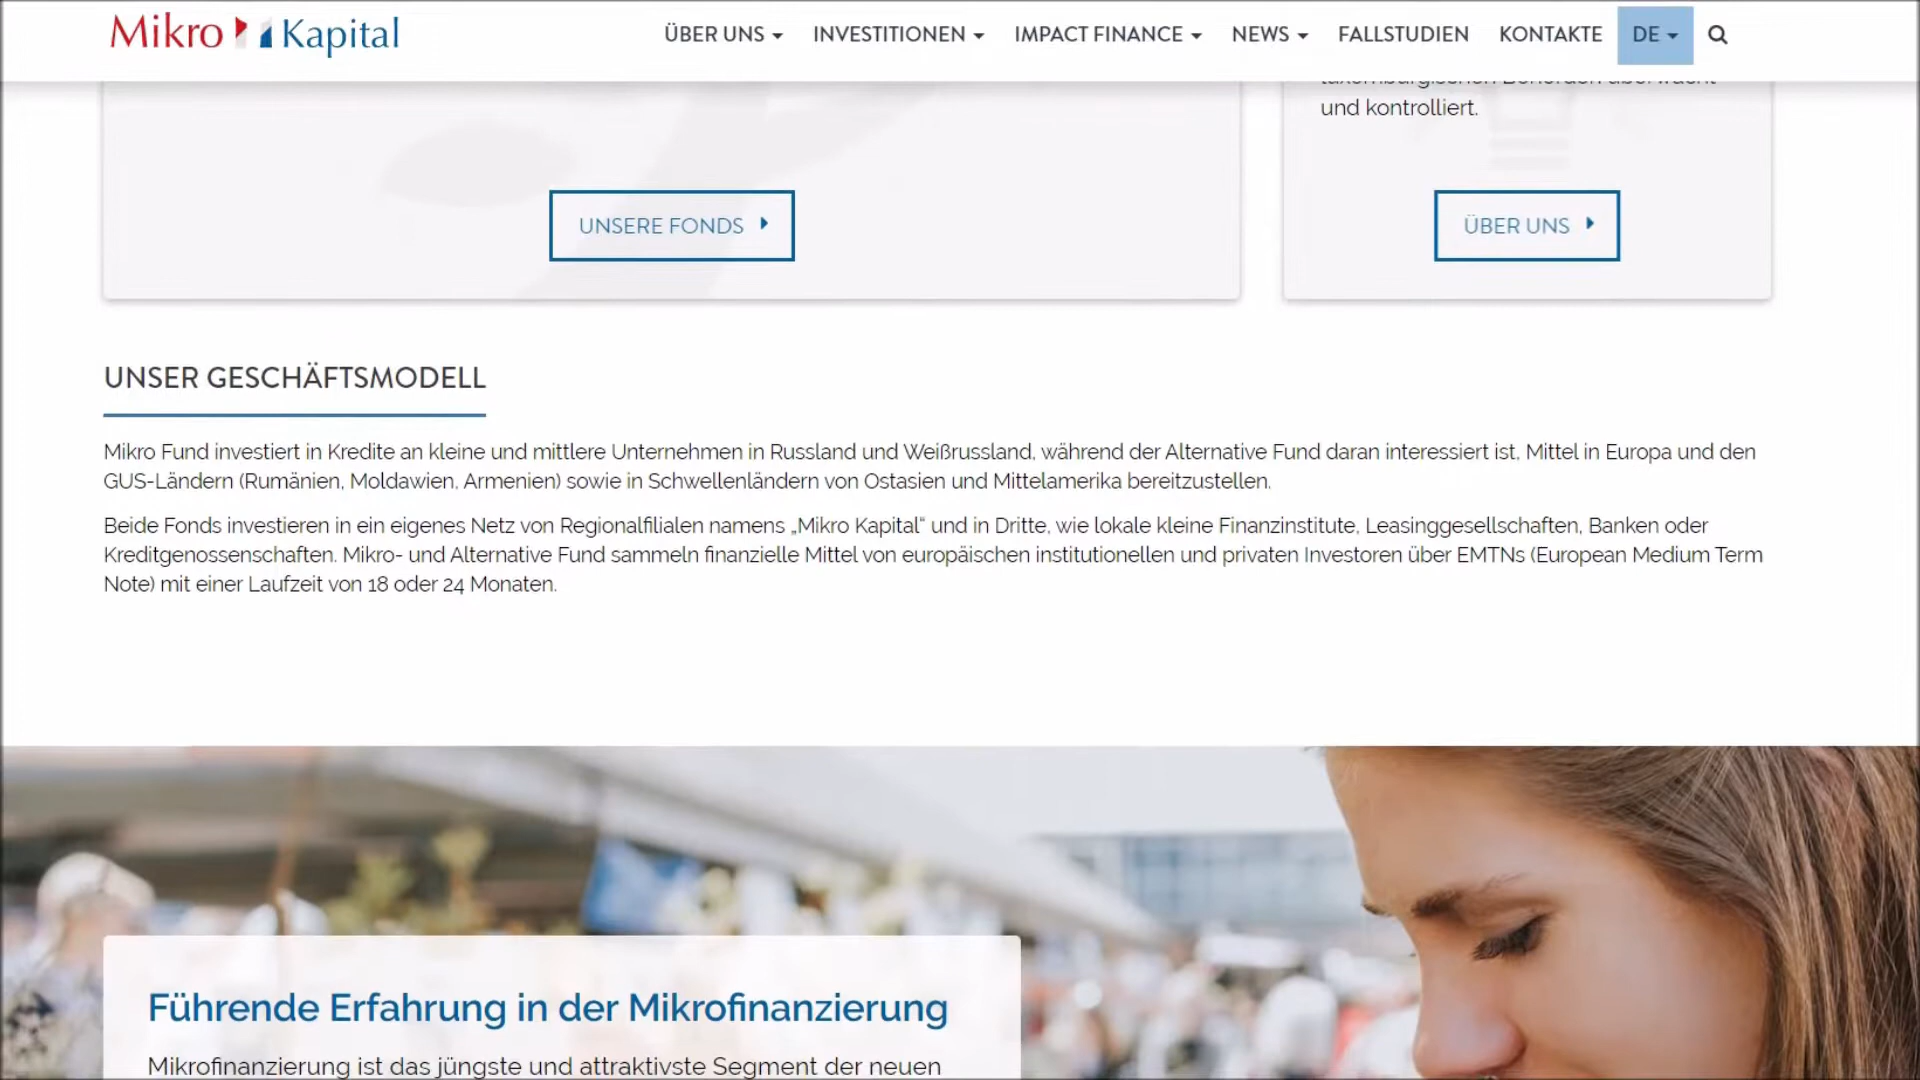 Mikro Kapital
ÜBER UNS INVESTITIONEN IMPACT FINANCE NEWS FALLSTUDIEN KONTAKTE DE
und kontrolliert.
UNSERE FONDS
ÜBER UNS
UNSER GESCHÄFTSMODELL
Mikro Fund investiert in Kredite an kleine und mittlere Unternehmen in Russland und Weißrussland, während der Alternative Fund daran interessiert ist, Mittel in Europa und den
GUS-Ländern (Rumänien, Moldawien, Armenien) sowie in Schwellenländern von Ostasien und Mittelamerika bereitzustellen.
Beide Fonds investieren in ein eigenes Netz von Regionalfilialen namens „Mikro Kapital“ und in Dritte, wie lokale kleine Finanzinstitute, Leasinggesellschaften, Banken oder
Kreditgenossenschaften. Mikro- und Alternative Fund sammeln finanzielle Mittel von europäischen institutionellen und privaten Investoren über EMTNs (European Medium Term
Note) mit einer Laufzeit von 18 oder 24 Monaten.
Führende Erfahrung in der Mikrofinanzierung
Mikrofinanzierung ist das jüngste und attraktivste Segment der neuen